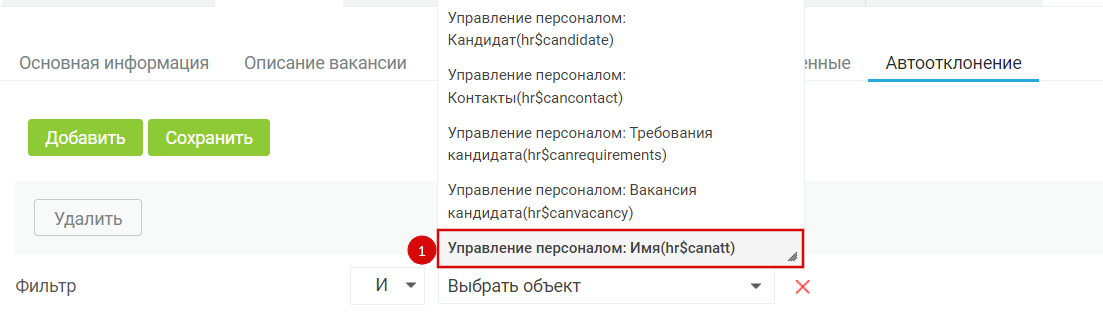 Управление персоналом:
Кандидат(hr$candidate)
Управление персоналом:
Контакты(hr$cancontact)
Управление персоналом: Требования
кандидата(hr$canrequirements)
Управление персоналом: Вакансия
кандидата(hr$canvacancy)
Управление персоналом: Имя(hr$canatt)
Основная информация
Описание вакансии
енные
Автоотклонение
Добавить
Сохранить
Удалить
1
Фильтр
И
Выбрать объект